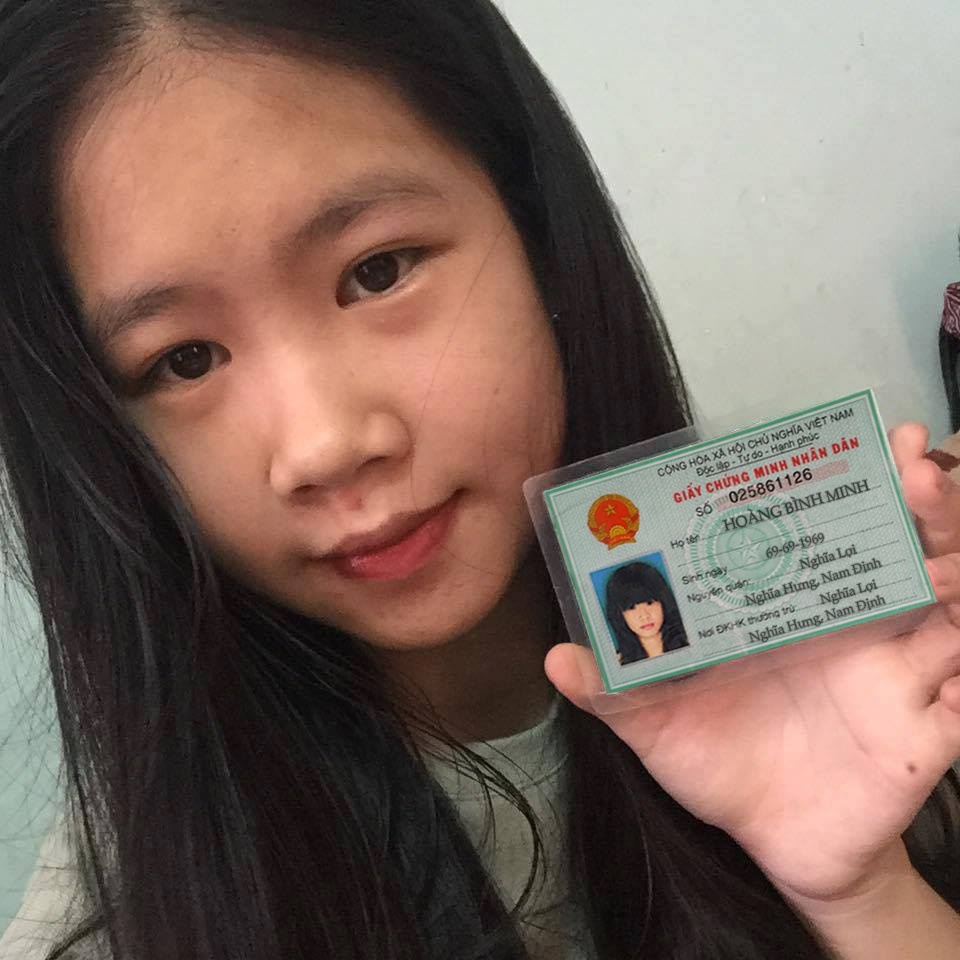 CỘNG HÒA XÃ HỘI CHỦ NGHĨA VIỆT NAM
Độc lập - Tự do - Hạnh phúc
GIẤY CHỨNG MINH NHÂN DÂN
SỐ 025861126
Họ tên HOÀNG BÌNH MINH
Sinh ngày 69-69-1969
Nguyên quán: Nghĩa Lợi
Nghĩa Hưng, Nam Định
Nơi ĐKHK thường trú: Nghĩa Lợi
Nghĩa Hưng, Nam Định